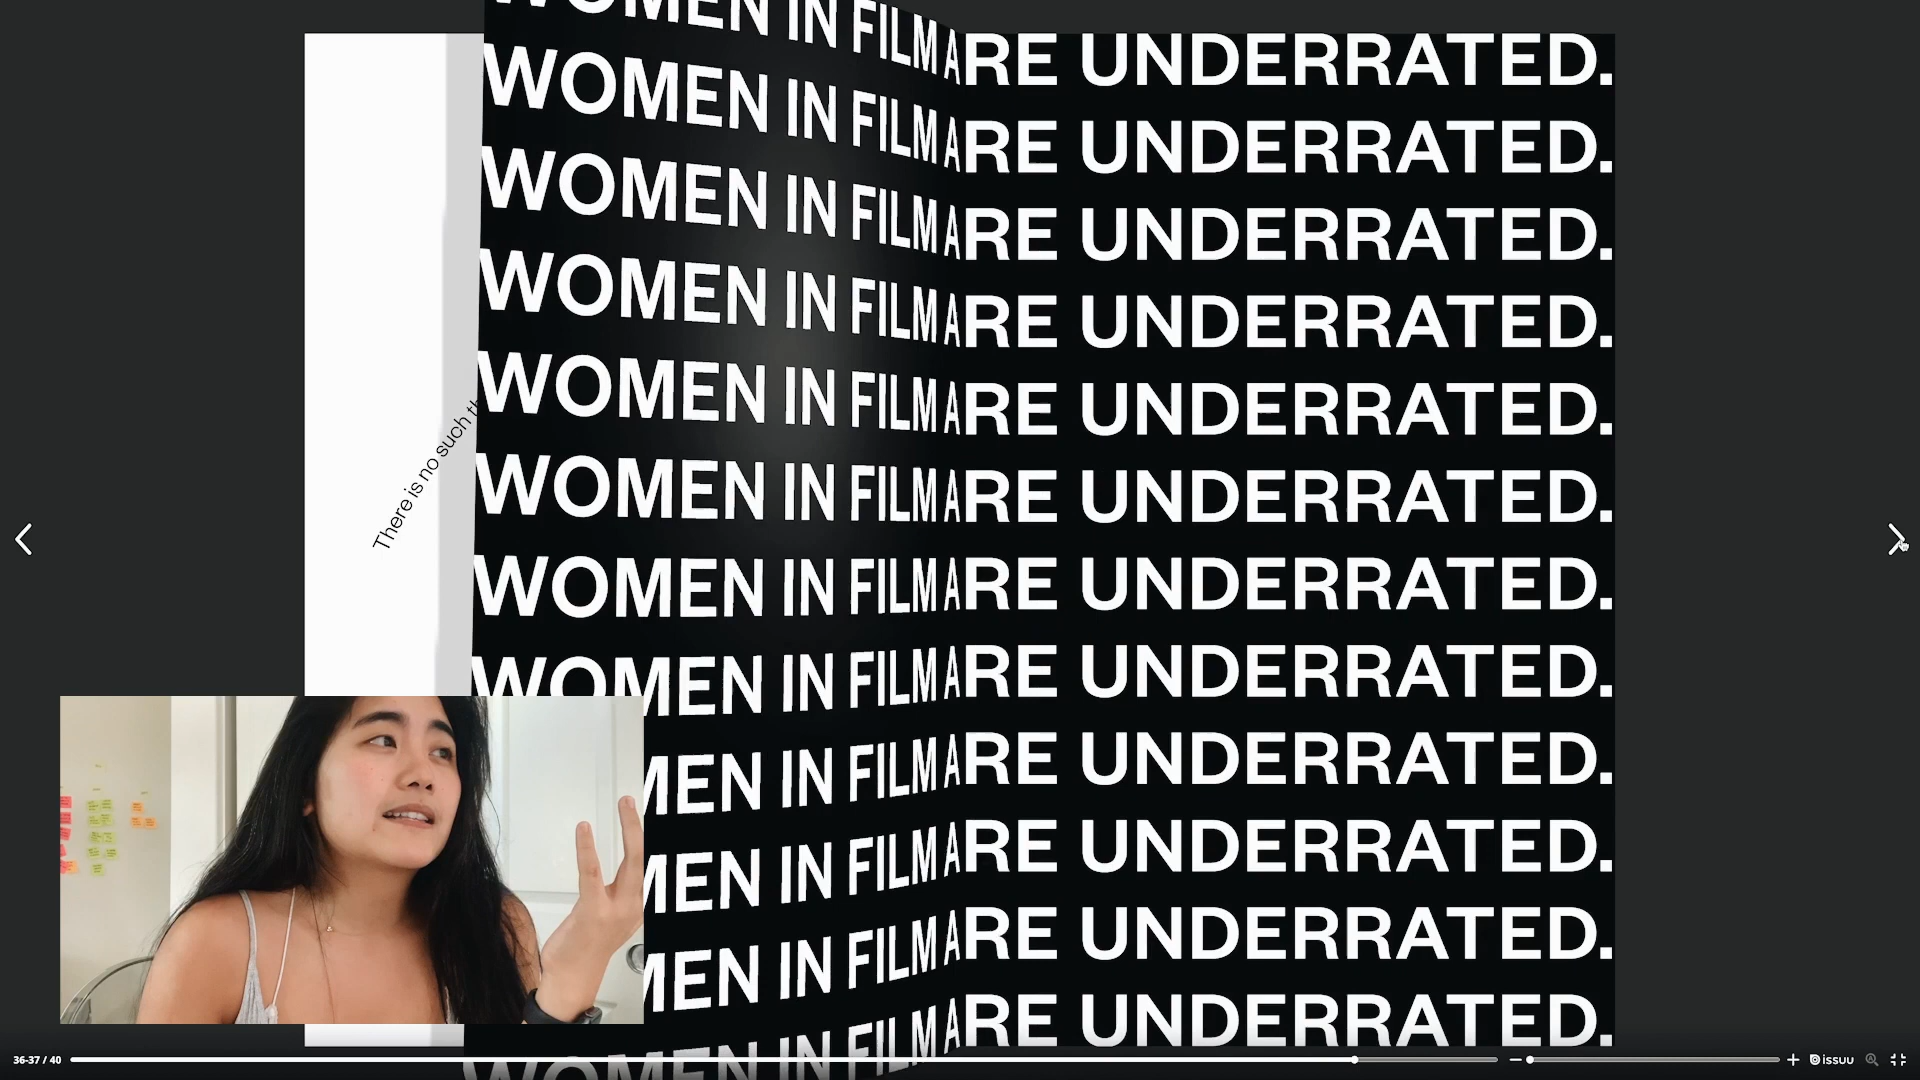 There is no such th
WOMEN IN FILM ARE UNDERRATED.
WOMEN IN FILM ARE UNDERRATED.
WOMEN IN FILM ARE UNDERRATED.
WOMEN IN FILM ARE UNDERRATED.
WOMEN IN FILM ARE UNDERRATED.
WOMEN IN FILM ARE UNDERRATED.
WOMEN IN FILM ARE UNDERRATED.
WOMEN IN FILM ARE UNDERRATED.
MEN IN FILM ARE UNDERRATED.
MEN IN FILM ARE UNDERRATED.
MEN IN FILM ARE UNDERRATED.
WOMEN IN FILM ARE UNDERRATED.
36-37 / 40
issuu